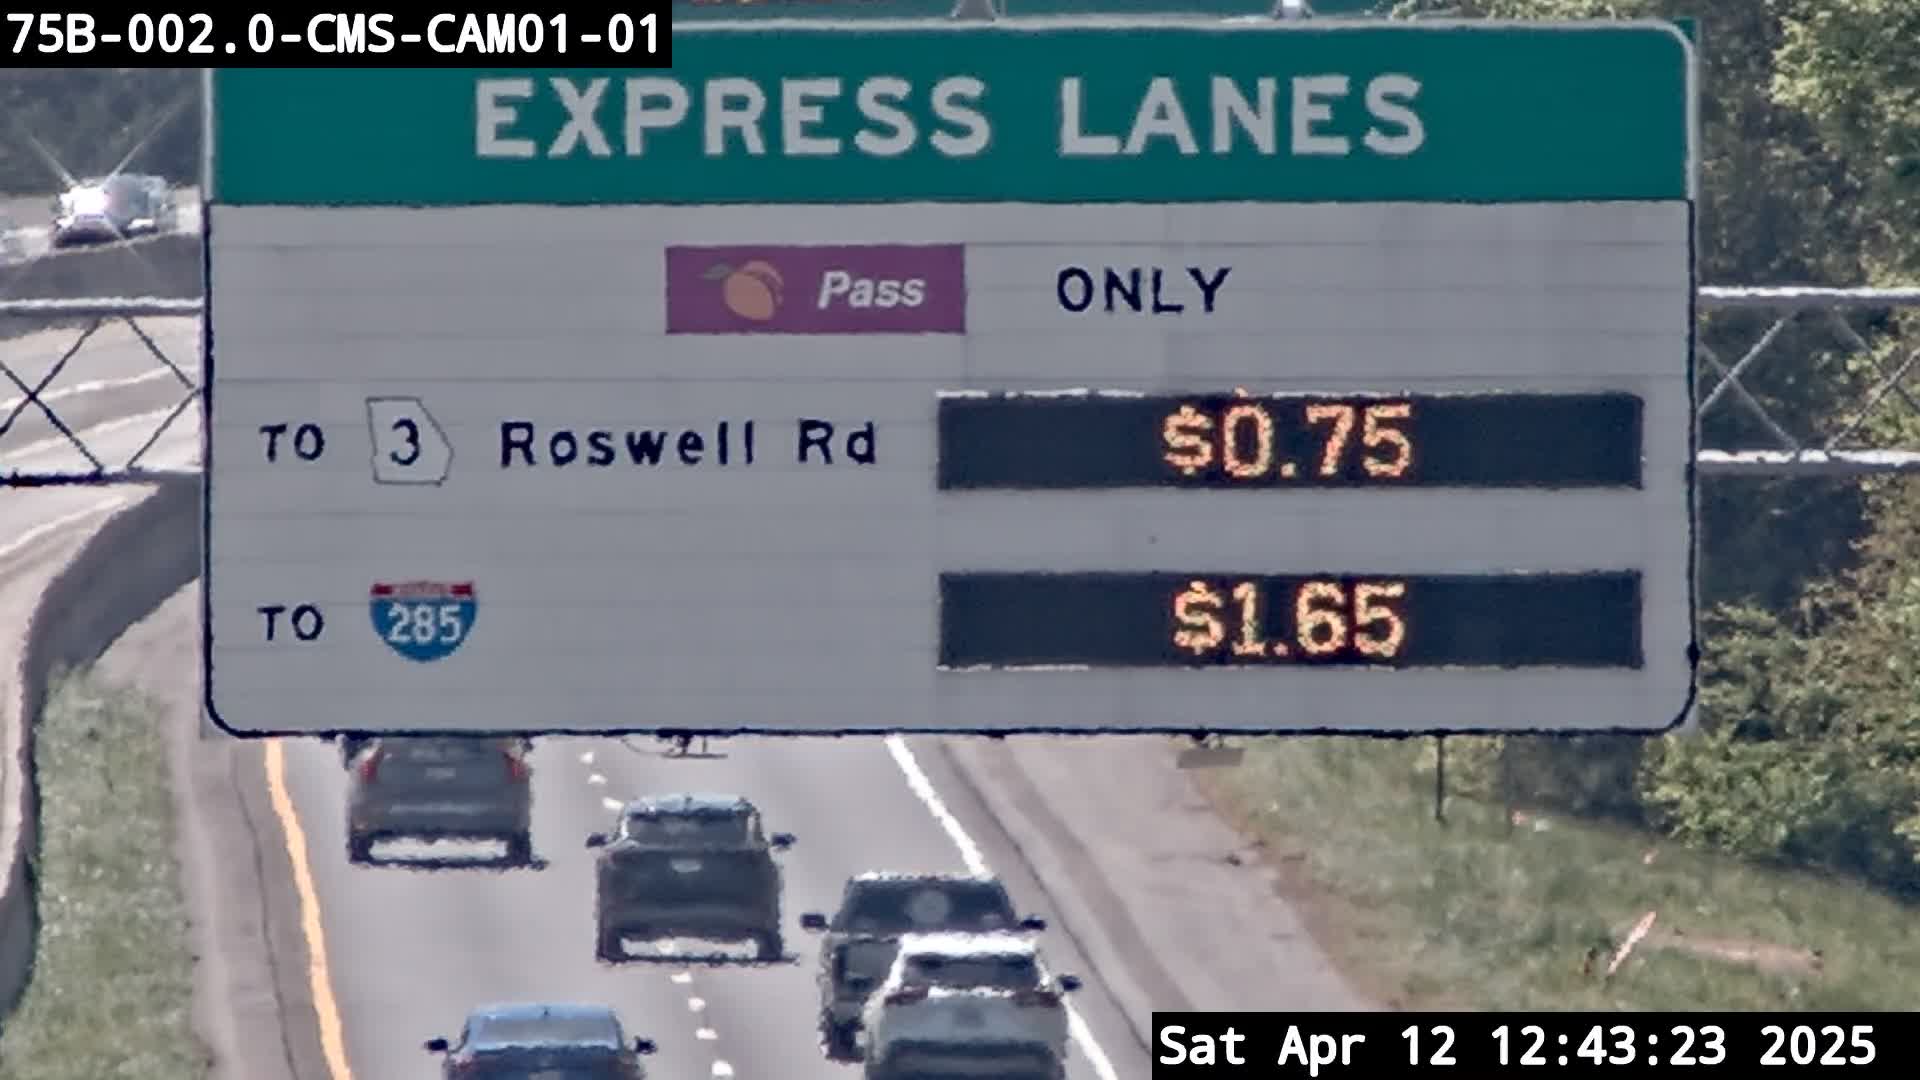 75B-002.0-CMS-CAM01-01
EXPRESS LANES
Pass ONLY
TO 3 Roswell Rd $0.75
TO 285 $1.65
Sat Apr 12 12:43:23 2025